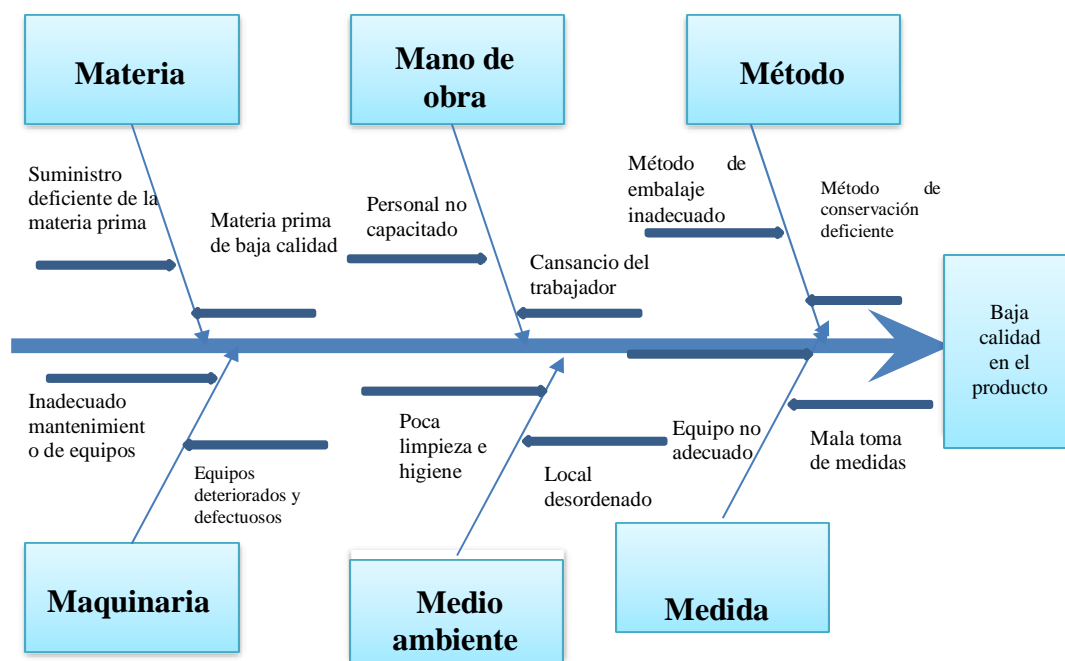 Materia
Mano de
obra
Método
Suministro
deficiente de la
materia prima
Materia prima
de baja calidad
Personal no
capacitado
Cansancio del
trabajador
Método de
embalaje
inadecuado
Método de
conservación
deficiente
Baja
calidad
en el
producto
Inadecuado
mantenimient
o de equipos
Equipos
deteriorados y
defectuosos
Poca
limpieza e
higiene
Local
desordenado
Equipo no
adecuado
Mala toma
de medidas
Maquinaria
Medio
ambiente
Medida